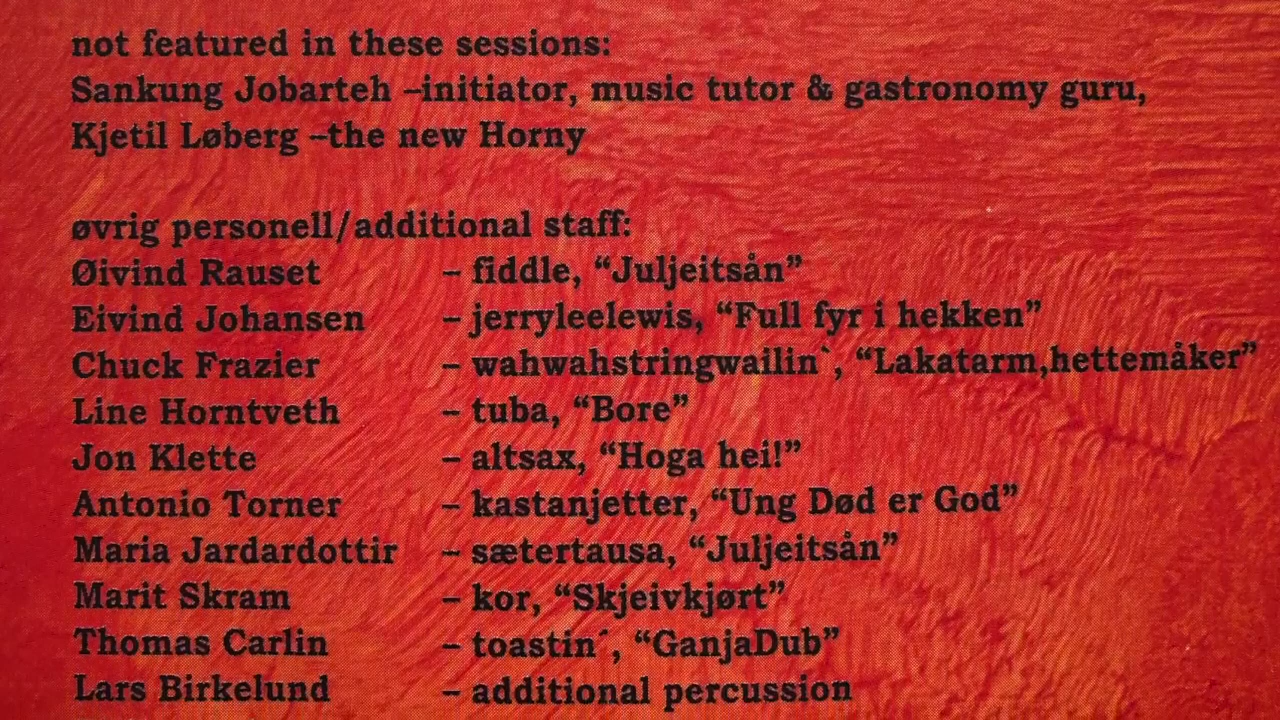 not featured in these sessions:
Sankung Jobarteh –initiator, music tutor & gastronomy guru,
Kjetil Løberg –the new Horny
øvrig personell/additional staff:
Øivind Rauset – fiddle, “Juljeitsån”
Eivind Johansen – jerryleelewis, “Full fyr i hekken”
Chuck Frazier – wahwahstringwailin`, “Lakatarm,hettemåker”
Line Horntveth – tuba, “Bore”
Jon Klette – altsax, “Hoga hei!”
Antonio Torner – kastanjetter, “Ung Død er God”
Maria Jardardottir – sætertausa, “Juljeitsån”
Marit Skram – kor, “Skjeivkjørt”
Thomas Carlin – toastin´, “GanjaDub”
Lars Birkelund – additional percussion